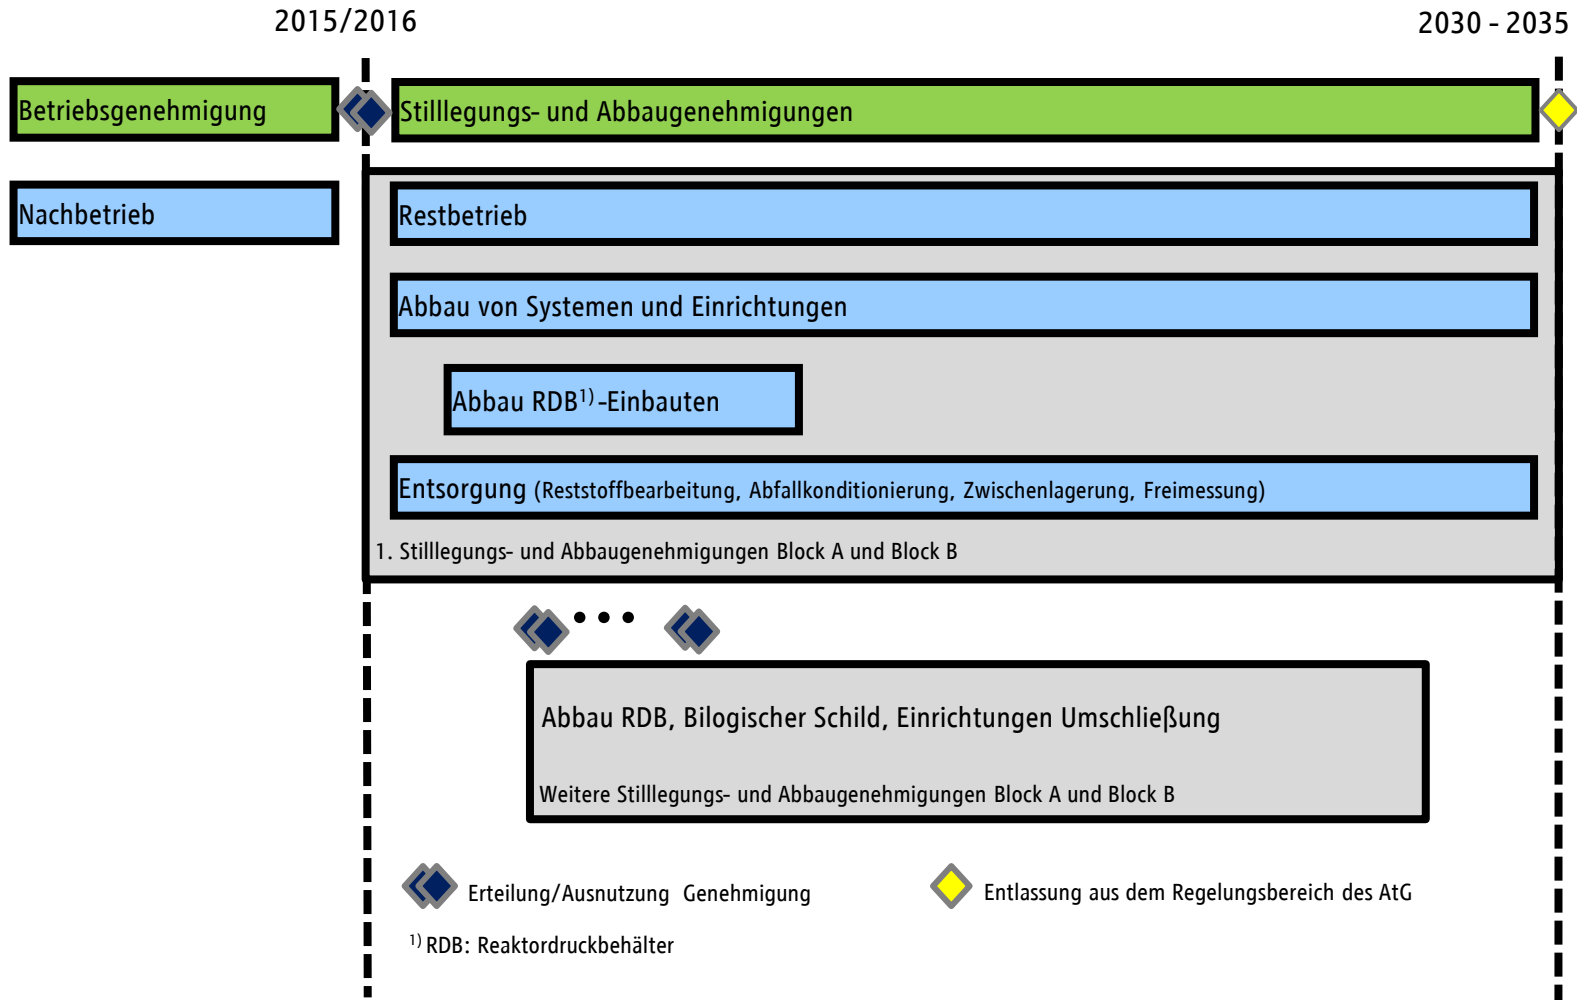 2015/2016
2030 - 2035
Betriebsgenehmigung
Stilllegungs- und Abbaugenehmigungen
Nachbetrieb
Restbetrieb
Abbau von Systemen und Einrichtungen
Abbau RDB¹⁾-Einbauten
Entsorgung (Reststoffbearbeitung, Abfallkonditionierung, Zwischenlagerung, Freimessung)
1. Stilllegungs- und Abbaugenehmigungen Block A und Block B
• • •
Abbau RDB, Bilogischer Schild, Einrichtungen Umschließung
Weitere Stilllegungs- und Abbaugenehmigungen Block A und Block B
Erteilung/Ausnutzung Genehmigung
Entlassung aus dem Regelungsbereich des AtG
¹⁾ RDB: Reaktordruckbehälter